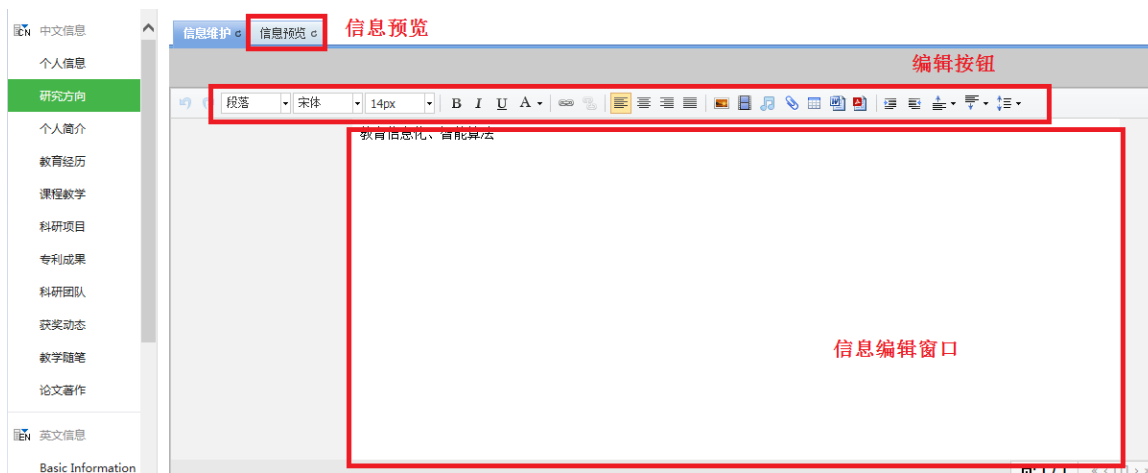 中文信息
个人信息
研究方向
个人简介
教育经历
课程教学
科研项目
专利成果
科研团队
获奖动态
教学随笔
论文著作
英文信息
Basic Information
信息维护 信息预览 信息预览
编辑按钮
段落 宋体 14px B I U A
教育信息化、智能算法
信息编辑窗口